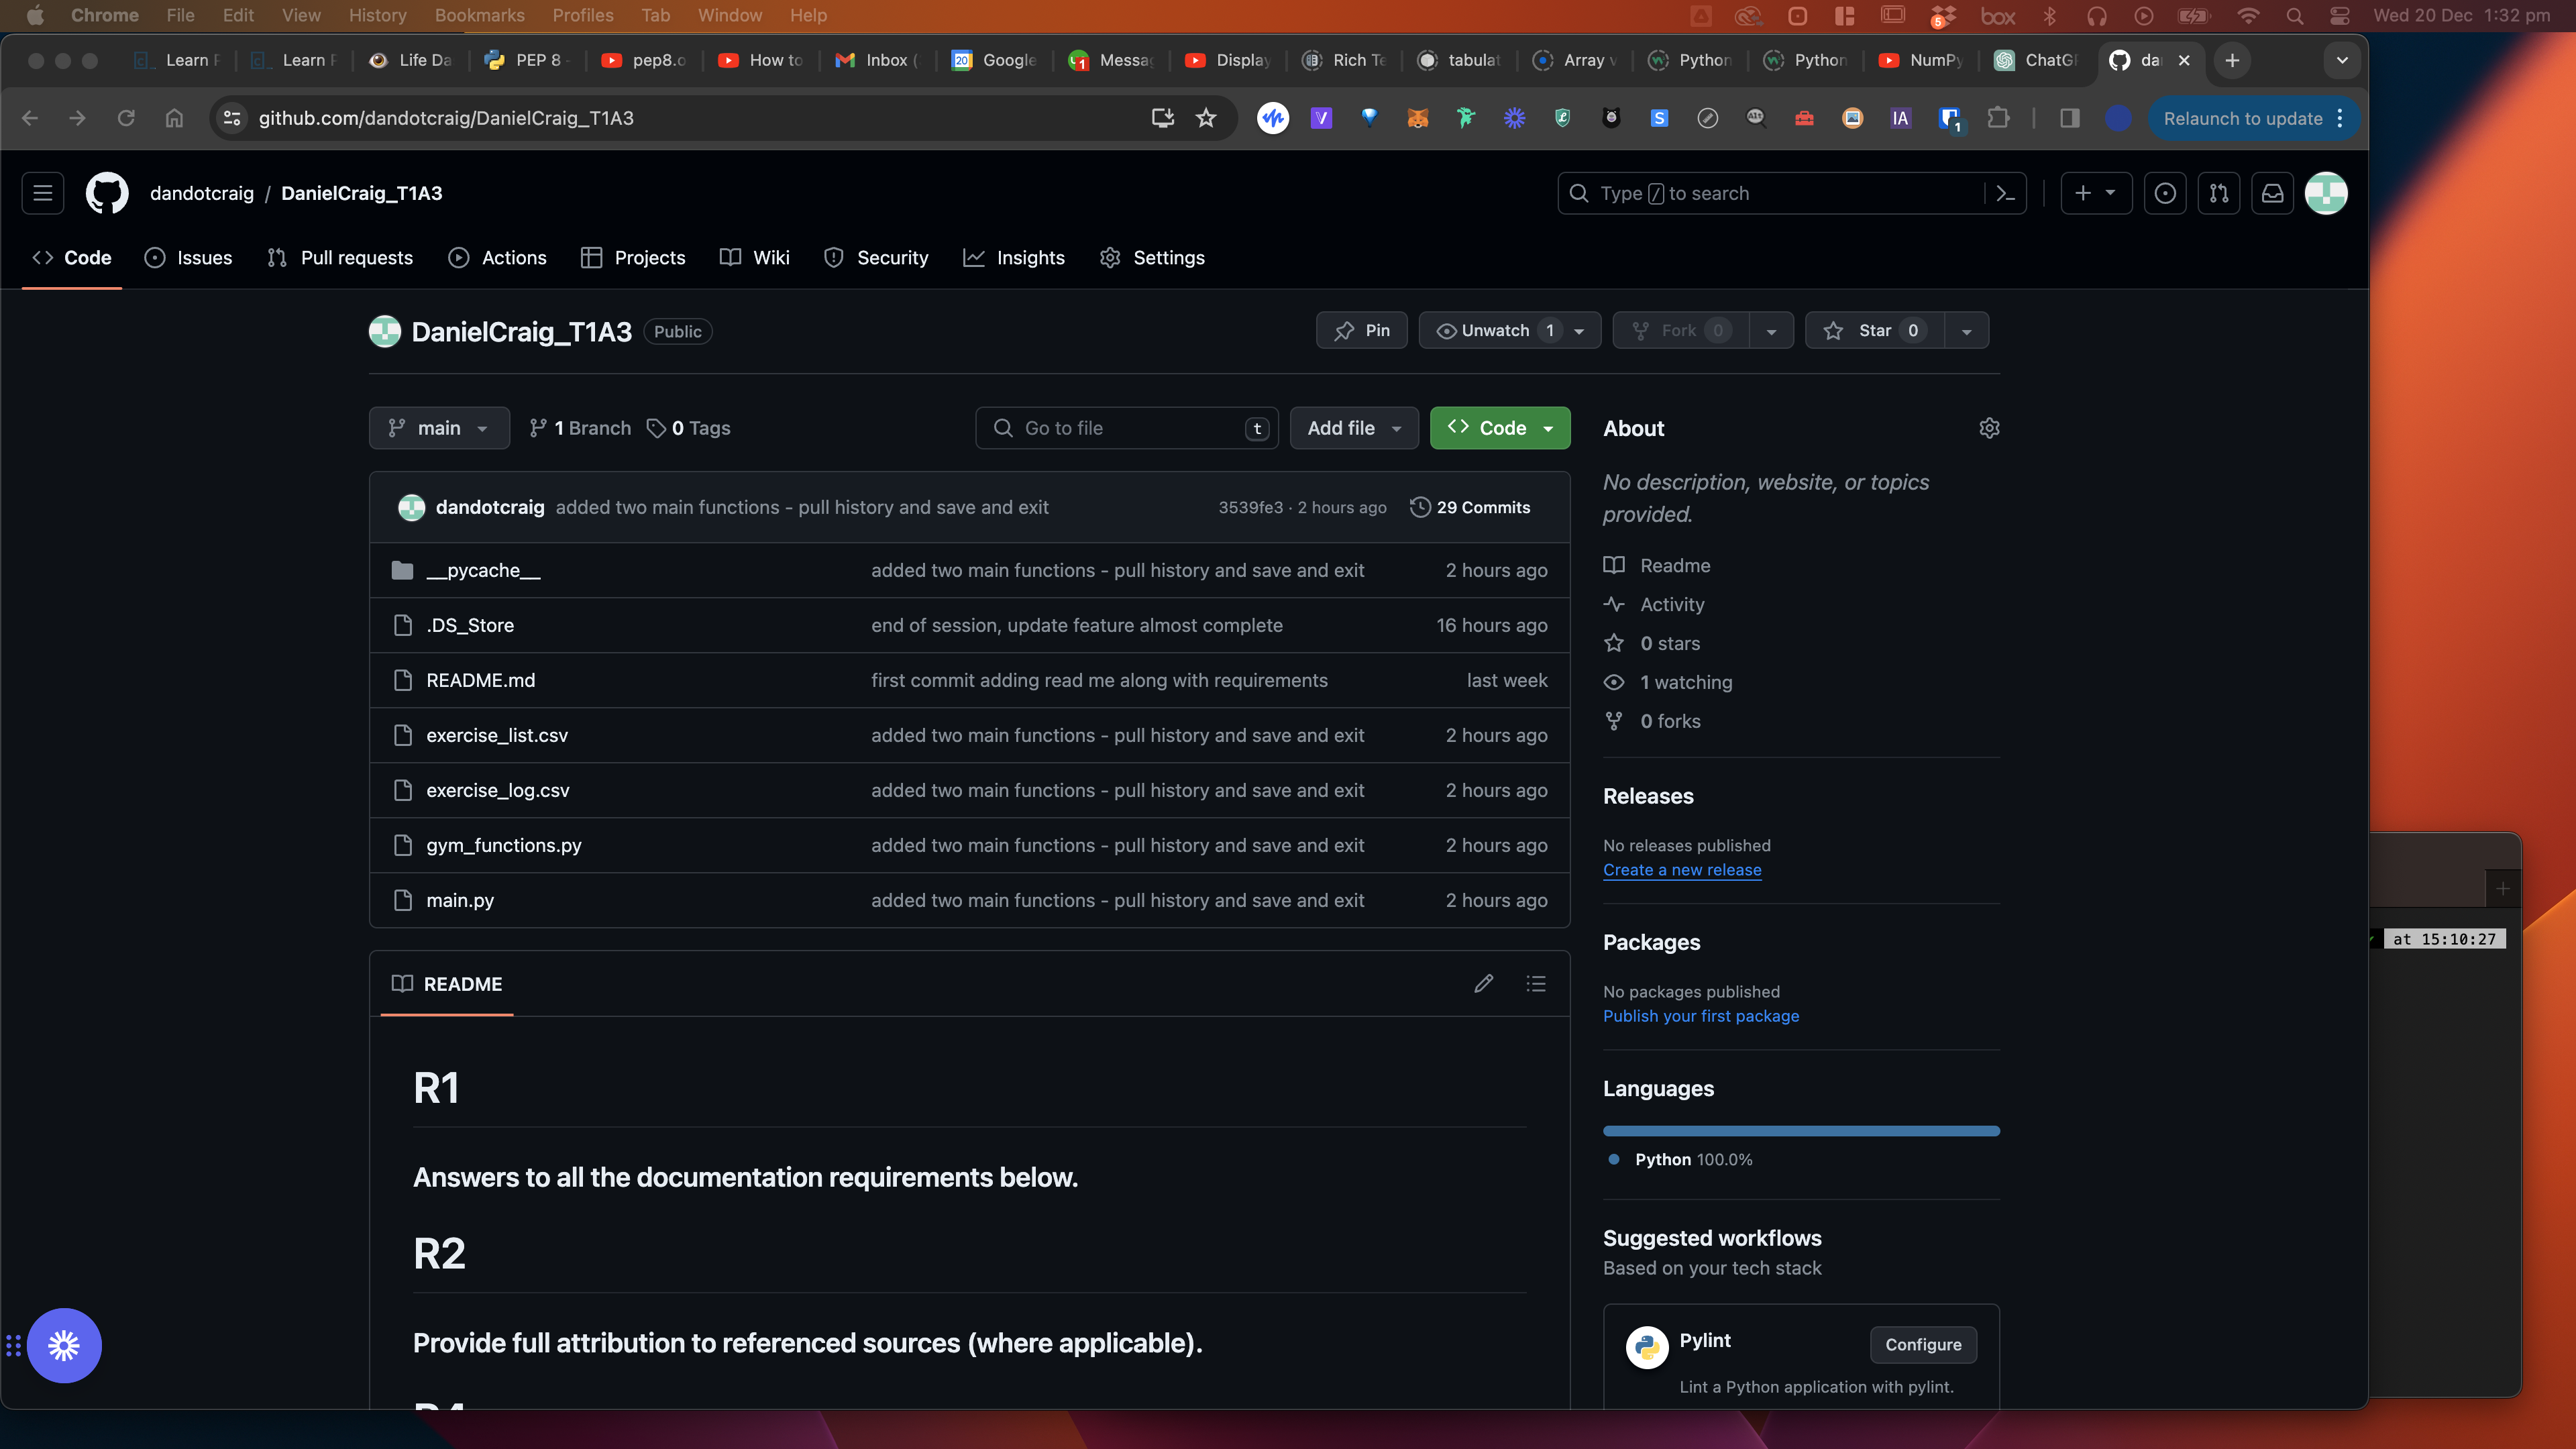 Chrome File Edit View History Bookmarks Profiles Tab Window Help 5 box Wed 20 Dec 1:32 pm
Learn Learn Life Da PEP 8 pep8.o How to Inbox ( 20 Google 1 Messag Display Rich Te tabulat Array v Python Python NumPy ChatG da
github.com/dandotcraig/DanielCraig_T1A3 V S Alt IA 1 Relaunch to update
dandotcraig / DanielCraig_T1A3 Type / to search
Code Issues Pull requests Actions Projects Wiki Security Insights Settings
DanielCraig_T1A3 Public Pin Unwatch 1 Fork 0 Star 0
main 1 Branch 0 Tags Go to file t Add file Code
dandotcraig added two main functions - pull history and save and exit 3539fe3 · 2 hours ago 29 Commits
__pycache__ added two main functions - pull history and save and exit 2 hours ago
.DS_Store end of session, update feature almost complete 16 hours ago
README.md first commit adding read me along with requirements last week
exercise_list.csv added two main functions - pull history and save and exit 2 hours ago
exercise_log.csv added two main functions - pull history and save and exit 2 hours ago
gym_functions.py added two main functions - pull history and save and exit 2 hours ago
main.py added two main functions - pull history and save and exit 2 hours ago
README
R1
Answers to all the documentation requirements below.
R2
Provide full attribution to referenced sources (where applicable).
About
No description, website, or topics
provided.
Readme
Activity
0 stars
1 watching
0 forks
Releases
No releases published
Create a new release
Packages
No packages published
Publish your first package
Languages
Python 100.0%
Suggested workflows
Based on your tech stack
Pylint Configure
Lint a Python application with pylint.
at 15:10:27